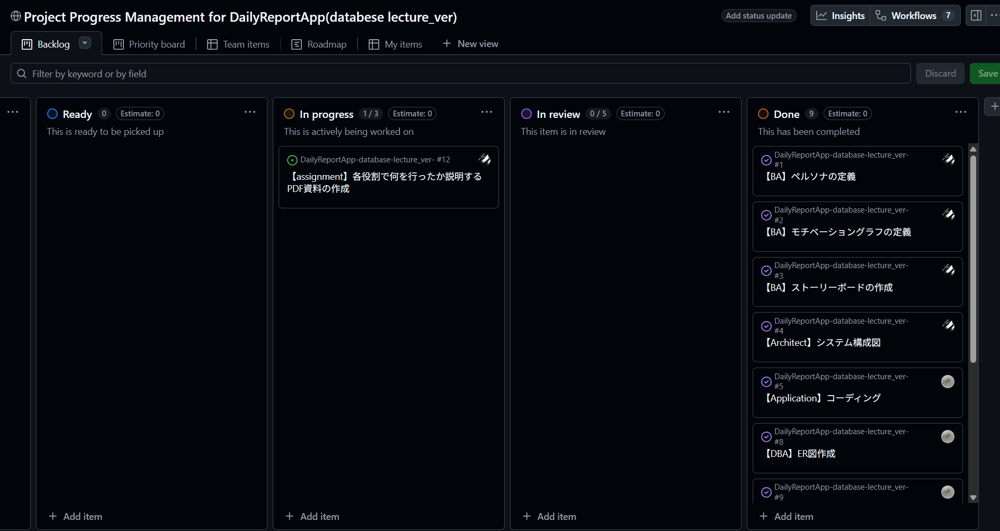 Project Progress Management for DailyReportApp(databese lecture_ver)
Add status update
Insights
Workflows 7
Backlog
Priority board
Team items
Roadmap
My items
New view
Filter by keyword or by field
Discard
Save
Ready 0 Estimate: 0
This is ready to be picked up
Add item
In progress 1 / 3 Estimate: 0
This is actively being worked on
DailyReportApp-database-lecture_ver- #12
【assignment】各役割で何を行ったか説明する
PDF資料の作成
Add item
In review 0 / 5 Estimate: 0
This item is in review
Add item
Done 9 Estimate: 0
This has been completed
DailyReportApp-database-lecture_ver-
#1
【BA】ペルソナの定義
DailyReportApp-database-lecture_ver-
#2
【BA】モチベーショングラフの定義
DailyReportApp-database-lecture_ver-
#3
【BA】ストーリーボードの作成
DailyReportApp-database-lecture_ver-
#4
【Architect】システム構成図
DailyReportApp-database-lecture_ver-
#5
【Application】コーディング
DailyReportApp-database-lecture_ver-
#8
【DBA】ER図作成
DailyReportApp-database-lecture_ver-
#9
Add item